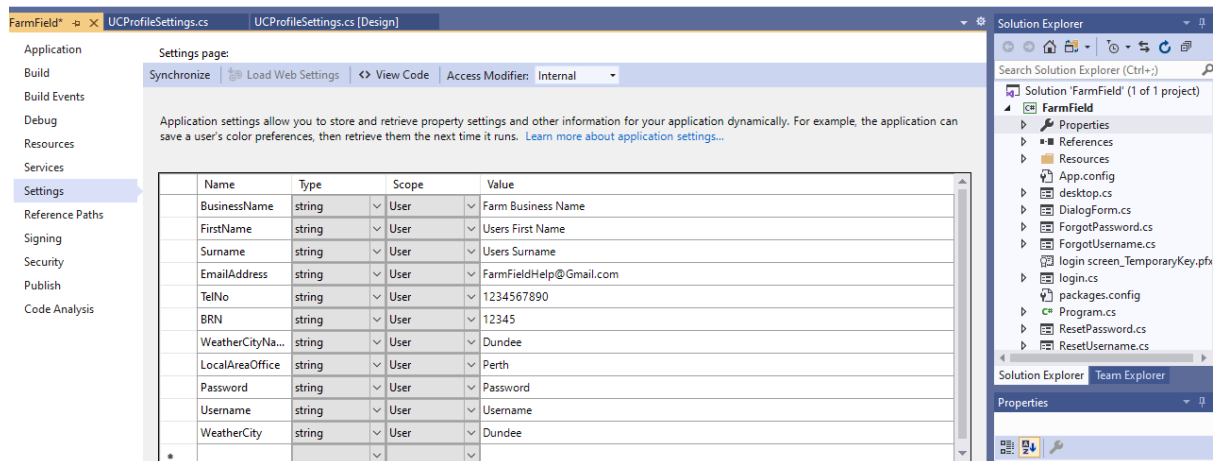 FarmField* UCProfileSettings.cs UCProfileSettings.cs [Design]
Application
Build
Build Events
Debug
Resources
Services
Settings
Reference Paths
Signing
Security
Publish
Code Analysis
Settings page:
Synchronize Load Web Settings View Code Access Modifier: Internal
Application settings allow you to store and retrieve property settings and other information for your application dynamically. For example, the application can
save a user's color preferences, then retrieve them the next time it runs. Learn more about application settings...
Name Type Scope Value
BusinessName string User Farm Business Name
FirstName string User Users First Name
Surname string User Users Surname
EmailAddress string User FarmFieldHelp@Gmail.com
TelNo string User 1234567890
BRN string User 12345
WeatherCityNa... string User Dundee
LocalAreaOffice string User Perth
Password string User Password
Username string User Username
WeatherCity string User Dundee
*
Solution Explorer
Search Solution Explorer (Ctrl+;)
Solution 'FarmField' (1 of 1 project)
C# FarmField
Properties
References
Resources
App.config
desktop.cs
DialogForm.cs
ForgotPassword.cs
ForgotUsername.cs
login screen_TemporaryKey.pfx
login.cs
packages.config
C# Program.cs
ResetPassword.cs
ResetUsername.cs
Solution Explorer Team Explorer
Properties